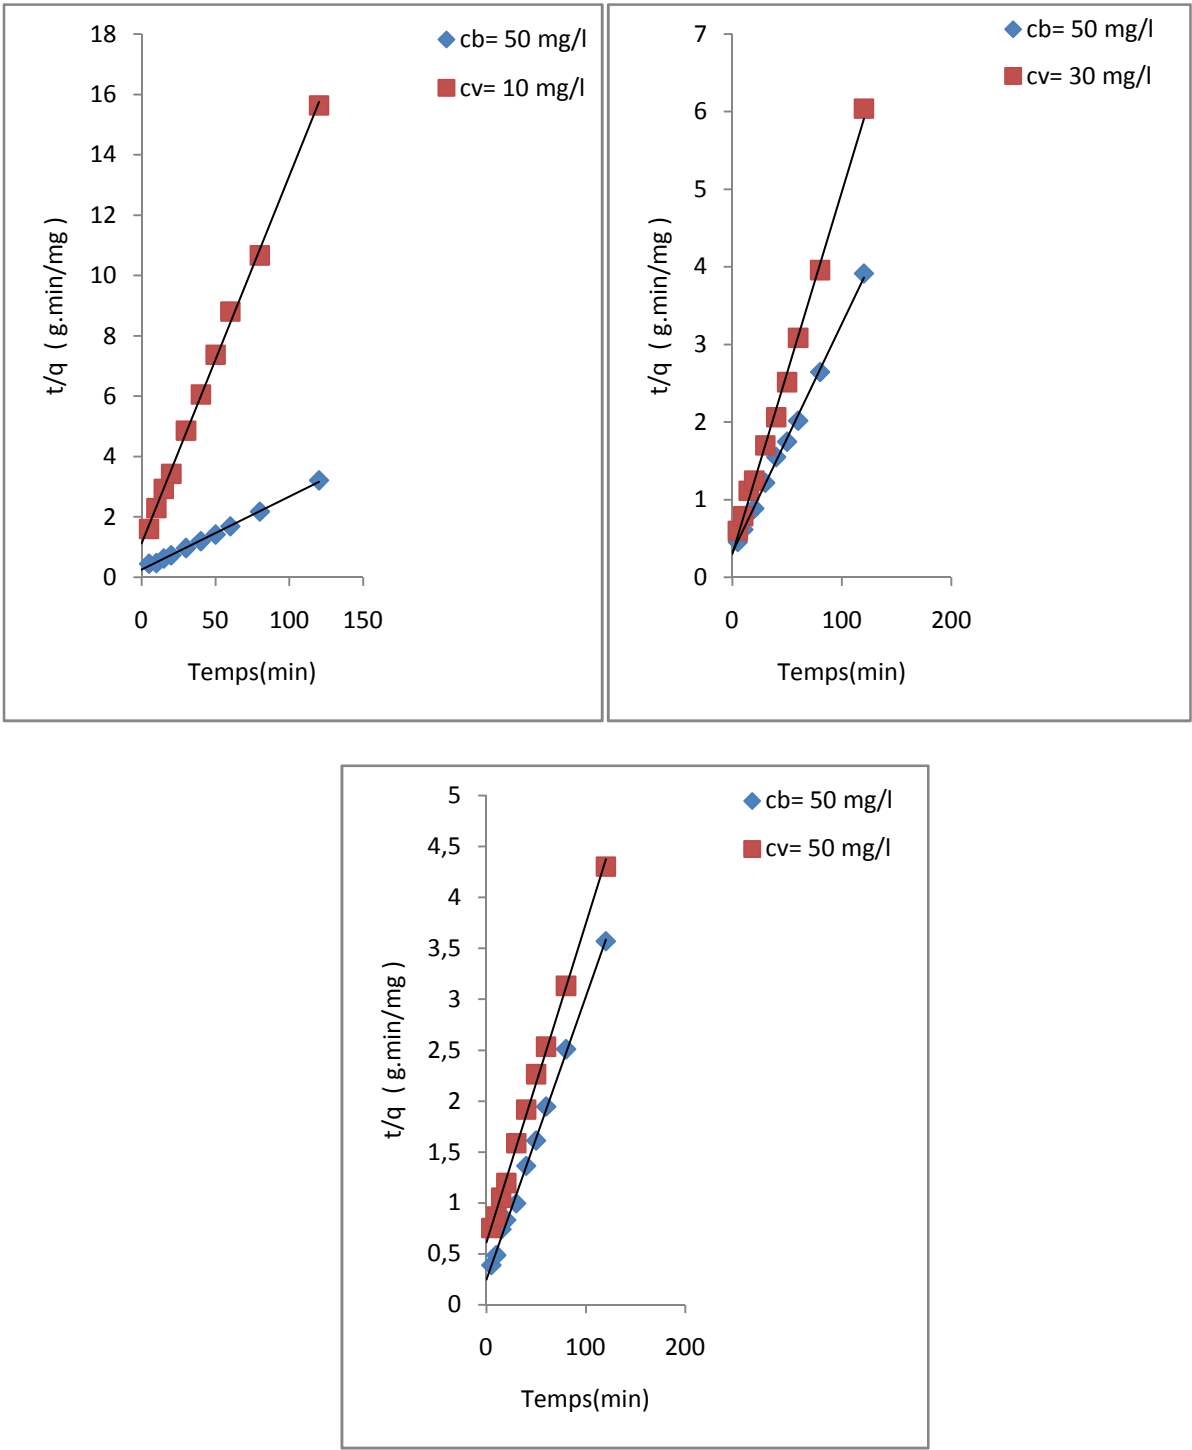 18
16
14
12
10
8
6
4
2
0
0 50 100 150
t/q ( g.min/mg )
Temps(min)
cb= 50 mg/l
cv= 10 mg/l
7
6
5
4
3
2
1
0
0 100 200
t/q ( g.min/mg )
Temps(min)
cb= 50 mg/l
cv= 30 mg/l
5
4,5
4
3,5
3
2,5
2
1,5
1
0,5
0
0 100 200
t/q ( g.min/mg )
Temps(min)
cb= 50 mg/l
cv= 50 mg/l